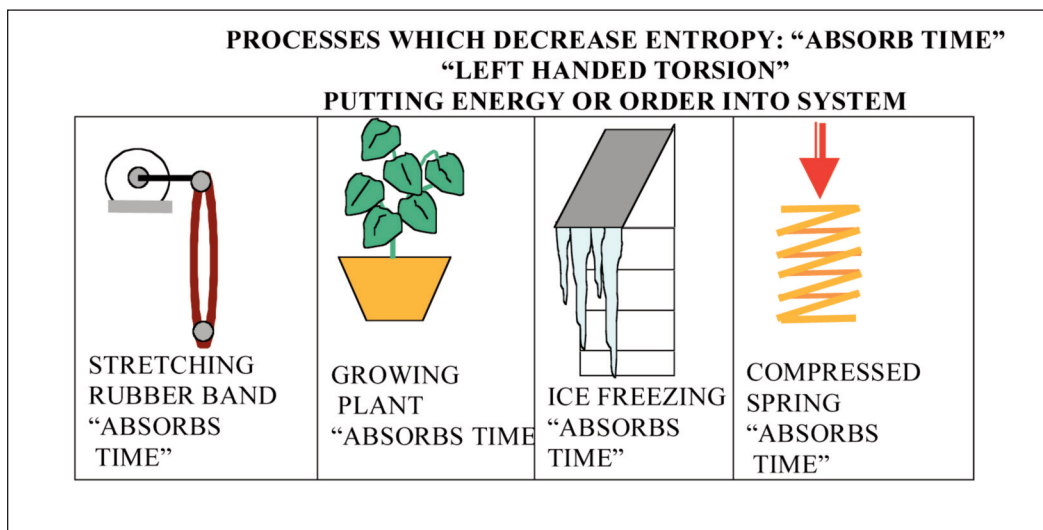 PROCESSES WHICH DECREASE ENTROPY: “ABSORB TIME”
“LEFT HANDED TORSION”
PUTTING ENERGY OR ORDER INTO SYSTEM
STRETCHING
RUBBER BAND
“ABSORBS
TIME”
GROWING
PLANT
“ABSORBS TIME
ICE FREEZING
“ABSORBS
TIME”
COMPRESSED
SPRING
“ABSORBS
TIME”